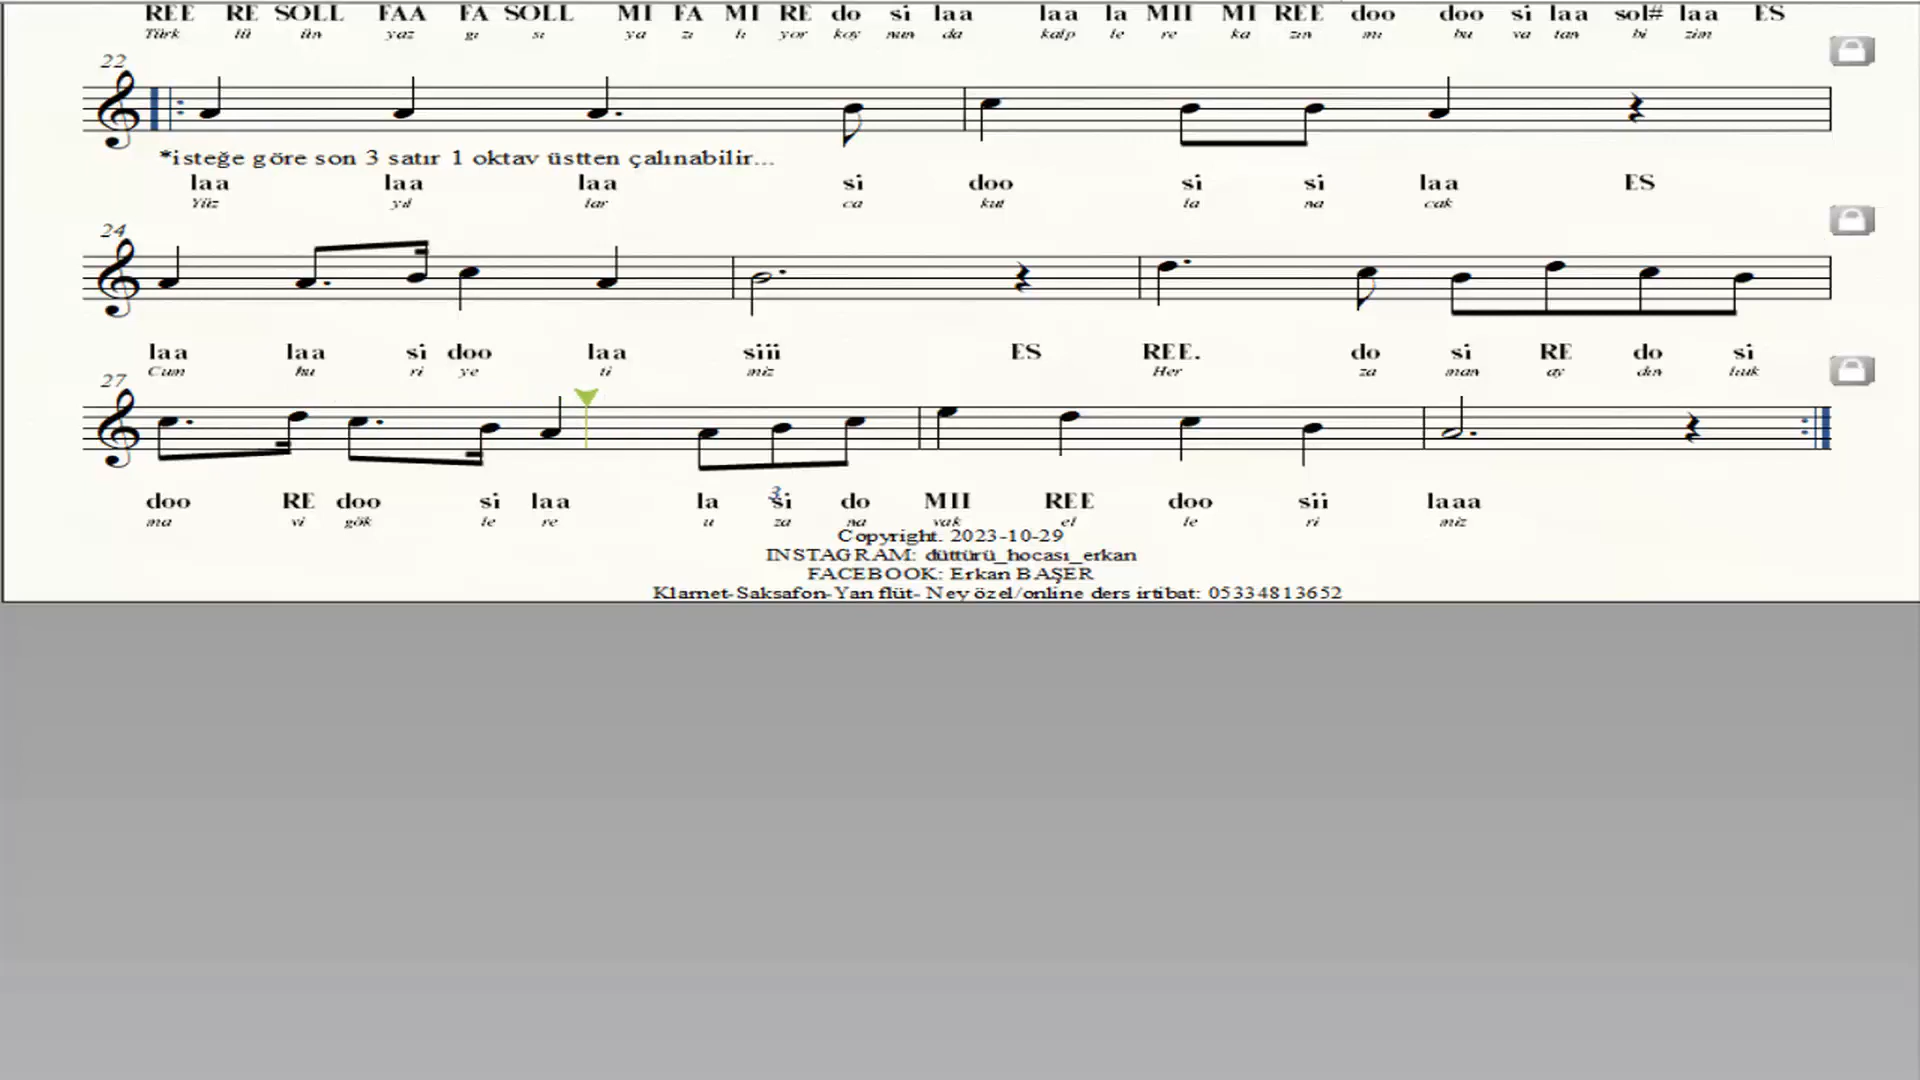 REE RE SOLL FAA FA SOLL MI FA MI RE do si laa laa la MII MI REE doo doo si laa sol# laa ES
Türk lü ün yaz gı sı ya zı lı yor koy nun da kalp le re ka zın mı bu va tan bi zim
22
*isteğe göre son 3 satır 1 oktav üstten çalınabilir...
laa laa laa si doo si si laa ES
Yüz yıl lar ca kut la na cak
24
laa laa si doo laa siii ES REE. do si RE do si
Cum hu ri ye ti miz Her za man ay dın luk
27
3
doo RE doo si laa la si do MII REE doo sii laaa
ma vi gök le re u za na vak el le ri miz
Copyright. 2023-10-29
INSTAGRAM: düttürü_hocası_erkan
FACEBOOK: Erkan BAŞER
Klarnet-Saksafon-Yan flüt- Ney özel/online ders irtibat: 05334813652